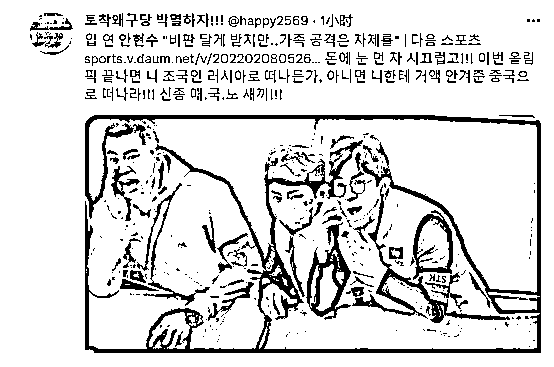 토착왜구당 박멸하자!!! @happy2569 · 1小时
입 연 안현수 "비판 달게 받지만..가족 공격은 자제를" | 다음 스포츠
sports.v.daum.net/v/202202080526... 돈에 눈 먼 자 시끄럽고!!! 이번 올림
픽 끝나면 니 조국인 러시아로 떠나든가, 아니면 니한테 거액 안겨준 중국으
로 떠나라!!! 신종 매.국.노 새끼!!!
STK